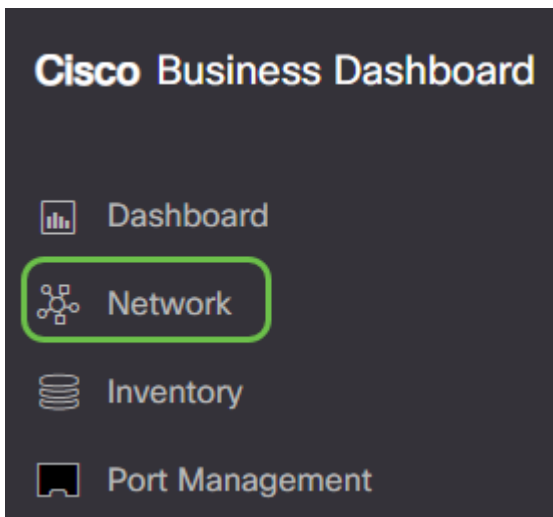 Cisco Business Dashboard
Dashboard
Network
Inventory
Port Management